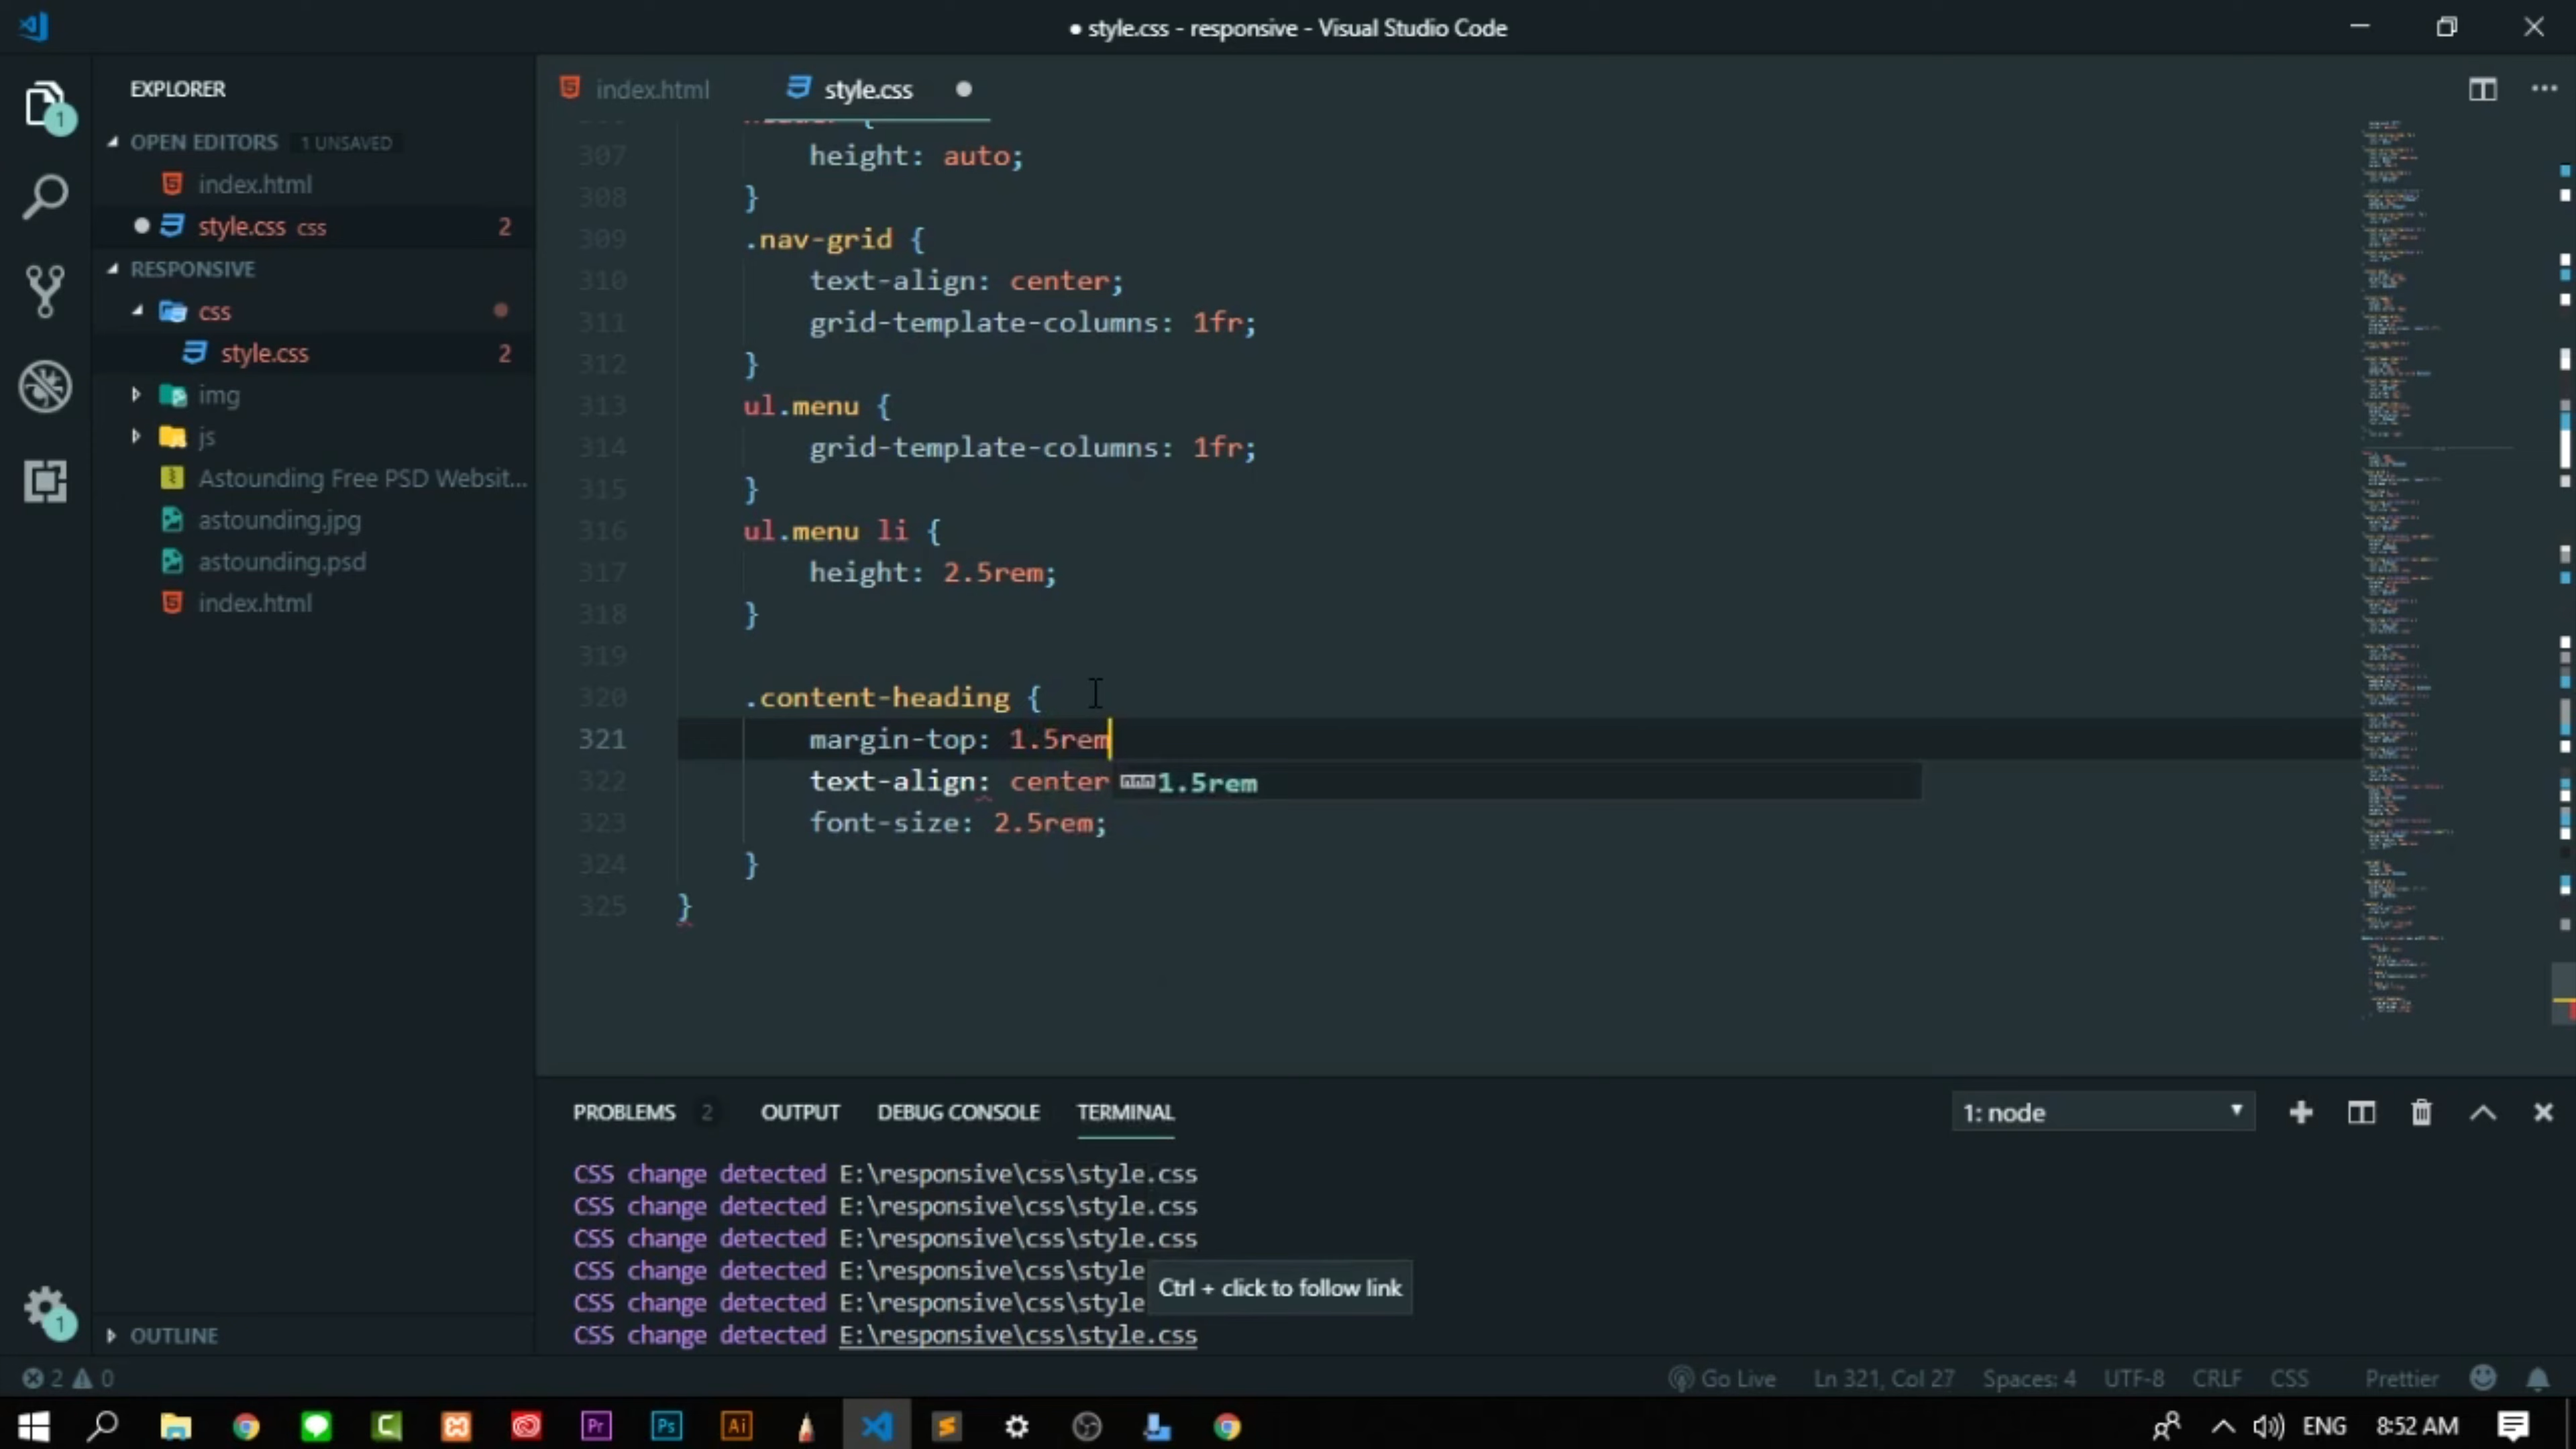 style.css - responsive - Visual Studio Code
EXPLORER
index.html
style.css
OPEN EDITORS 1 UNSAVED
index.html
style.css css 2
RESPONSIVE
css
style.css 2
img
js
Astounding Free PSD Websit...
astounding.jpg
astounding.psd
index.html
OUTLINE
307 height: auto;
308 }
309 .nav-grid {
310 text-align: center;
311 grid-template-columns: 1fr;
312 }
313 ul.menu {
314 grid-template-columns: 1fr;
315 }
316 ul.menu li {
317 height: 2.5rem;
318 }
319
320 .content-heading {
321 margin-top: 1.5rem
322 text-align: center
1.5rem
323 font-size: 2.5rem;
324 }
325 }
PROBLEMS 2 OUTPUT DEBUG CONSOLE TERMINAL
1: node
CSS change detected E:\responsive\css\style.css
CSS change detected E:\responsive\css\style.css
CSS change detected E:\responsive\css\style.css
CSS change detected E:\responsive\css\style
Ctrl + click to follow link
CSS change detected E:\responsive\css\style
CSS change detected E:\responsive\css\style.css
2 0
Go Live Ln 321, Col 27 Spaces: 4 UTF-8 CRLF CSS Prettier
Pr Ps Ai
ENG 8:52 AM